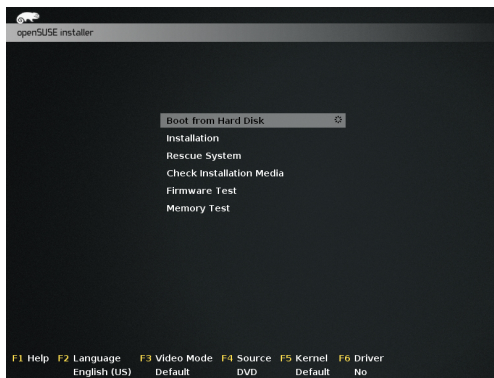 openSUSE installer
Boot from Hard Disk
Installation
Rescue System
Check Installation Media
Firmware Test
Memory Test
F1 Help F2 Language F3 Video Mode F4 Source F5 Kernel F6 Driver
English (US) Default DVD Default No